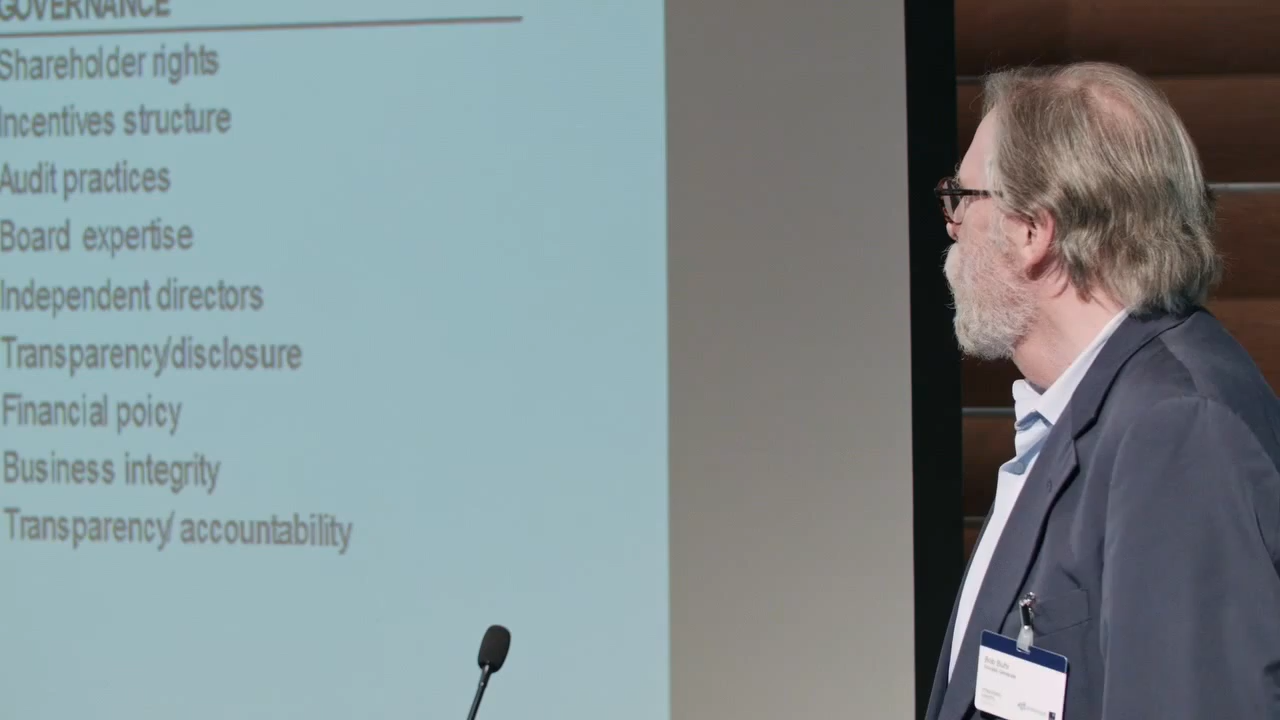 GOVERNANCE
Shareholder rights
Incentives structure
Audit practices
Board expertise
Independent directors
Transparency/disclosure
Financial poicy
Business integrity
Transparency/ accountability
Bob